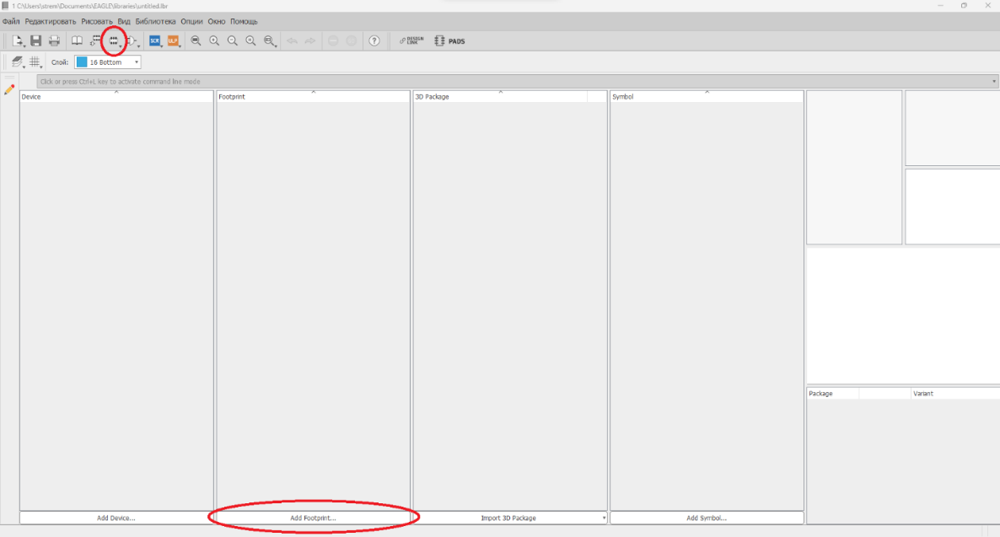 1 C:\Users\strem\Documents\EAGLE\libraries\untitled.lbr
Файл Редактировать Рисовать Вид Библиотека Опции Окно Помощь
SCR ULP ? DESIGN LINK PADS
Слой: 16 Bottom
Click or press Ctrl+L key to activate command line mode
Device Footprint 3D Package Symbol
Package Variant
Add Device... Add Footprint... Import 3D Package Add Symbol...